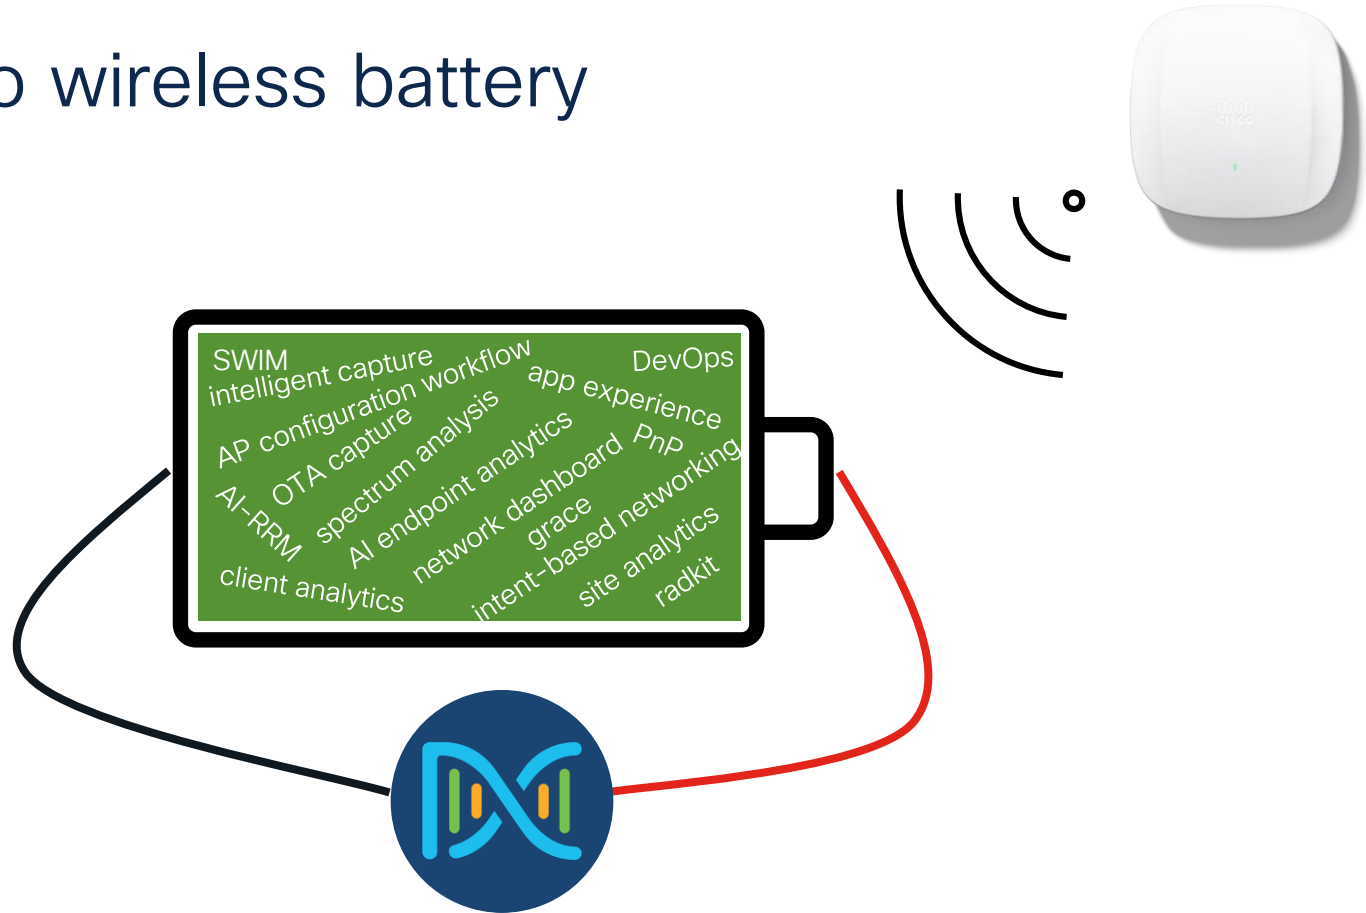 o wireless battery
CISCO
SWIM
DevOps
intelligent capture
AP configuration workflow
app experience
OTA capture
spectrum analysis
PnP
AI-RRM
AI endpoint analytics
network dashboard
grace
intent-based networking
client analytics
site analytics
radkit